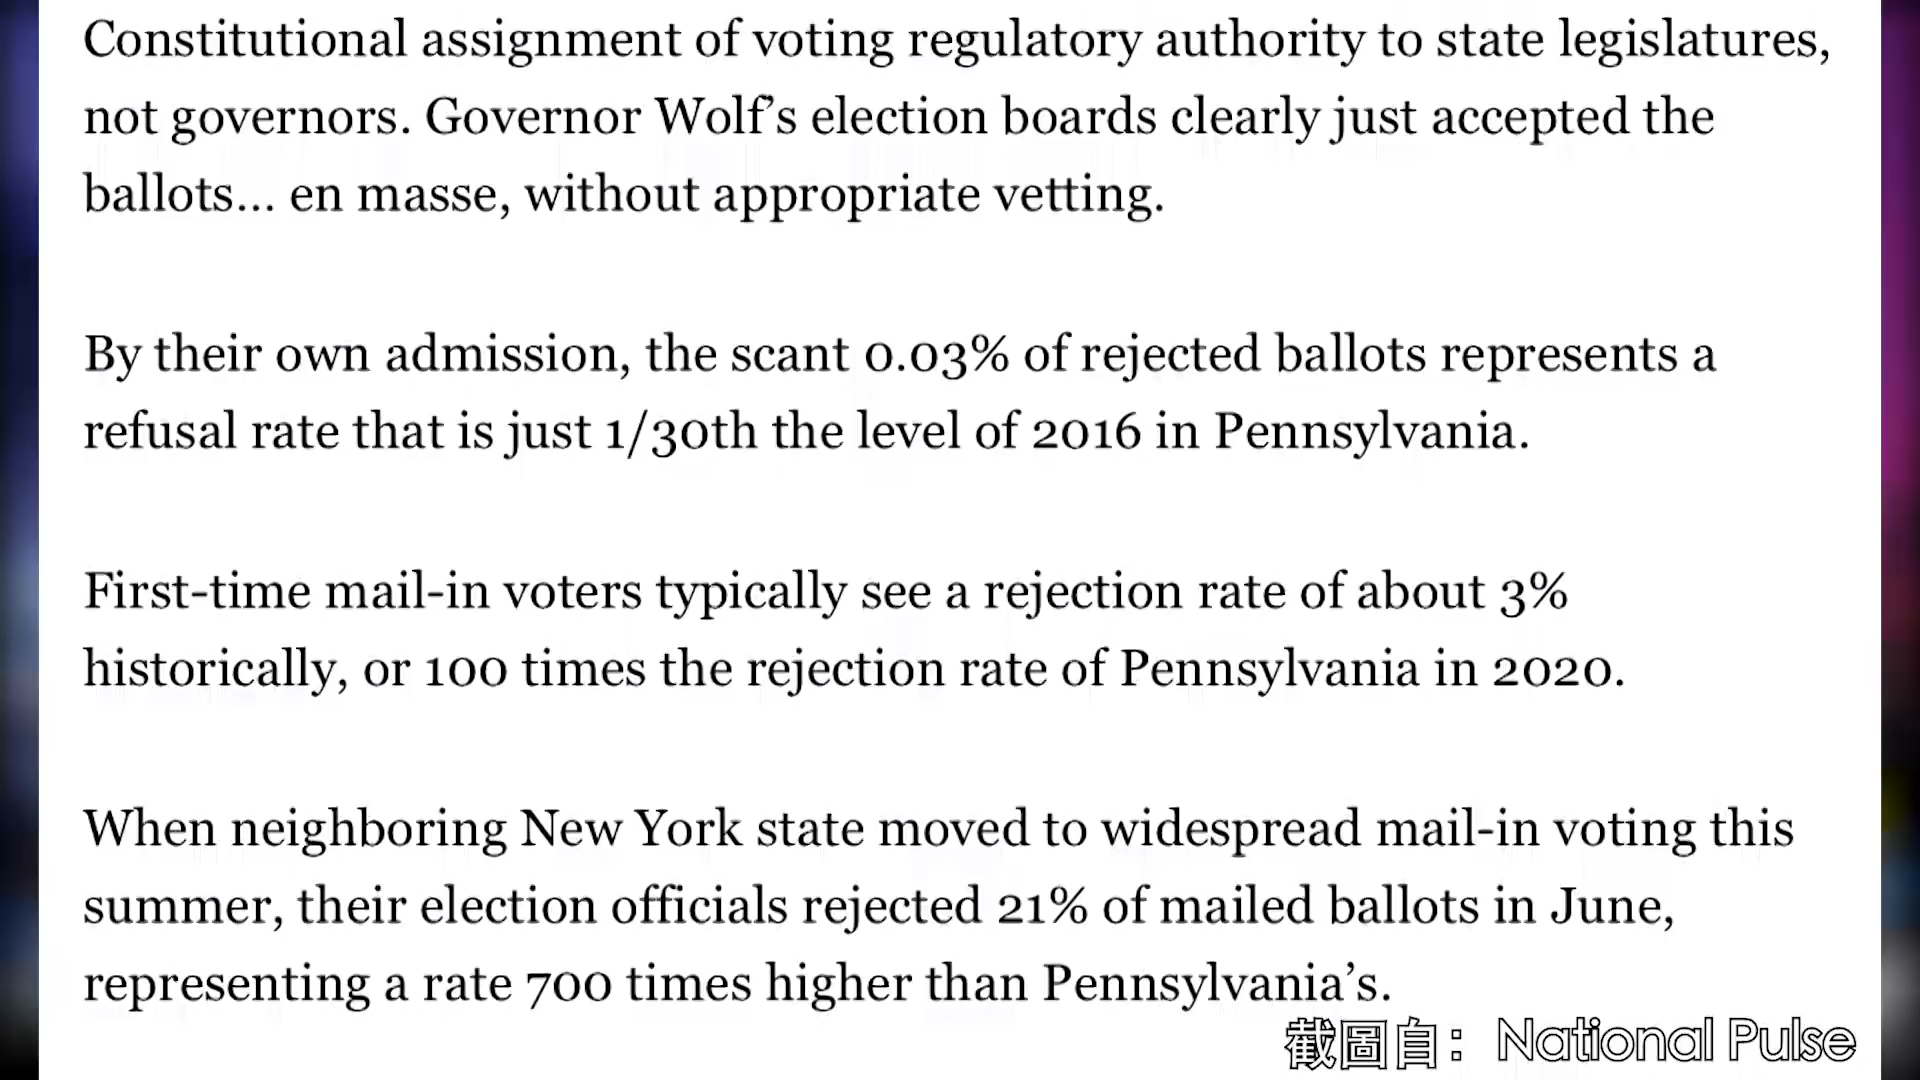 Constitutional assignment of voting regulatory authority to state legislatures,
not governors. Governor Wolf’s election boards clearly just accepted the
ballots… en masse, without appropriate vetting.
By their own admission, the scant 0.03% of rejected ballots represents a
refusal rate that is just 1/30th the level of 2016 in Pennsylvania.
First-time mail-in voters typically see a rejection rate of about 3%
historically, or 100 times the rejection rate of Pennsylvania in 2020.
When neighboring New York state moved to widespread mail-in voting this
summer, their election officials rejected 21% of mailed ballots in June,
representing a rate 700 times higher than Pennsylvania’s.
截圖自：National Pulse